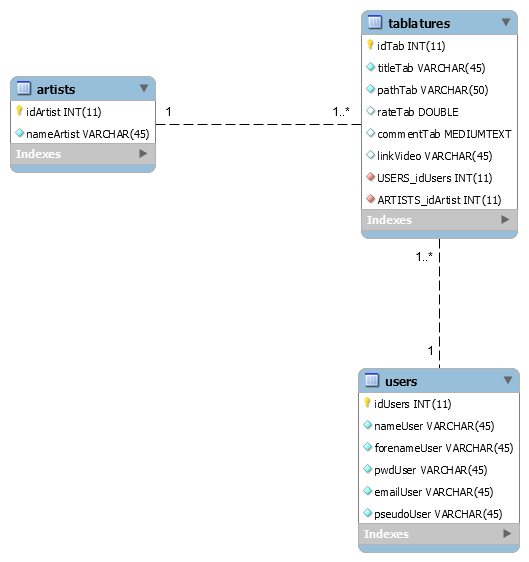 tablatures
idTab INT(11)
titleTab VARCHAR(45)
pathTab VARCHAR(50)
rateTab DOUBLE
commentTab MEDIUMTEXT
linkVideo VARCHAR(45)
USERS_idUsers INT(11)
ARTISTS_idArtist INT(11)
Indexes
artists
idArtist INT(11)
nameArtist VARCHAR(45)
Indexes
1
1..*
1..*
1
users
idUsers INT(11)
nameUser VARCHAR(45)
forenameUser VARCHAR(45)
pwdUser VARCHAR(45)
emailUser VARCHAR(45)
pseudoUser VARCHAR(45)
Indexes